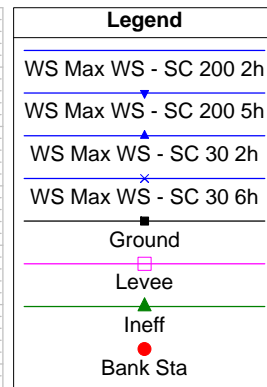 Legend
WS Max WS - SC 200 2h
WS Max WS - SC 200 5h
WS Max WS - SC 30 2h
WS Max WS - SC 30 6h
Ground
Levee
Ineff
Bank Sta